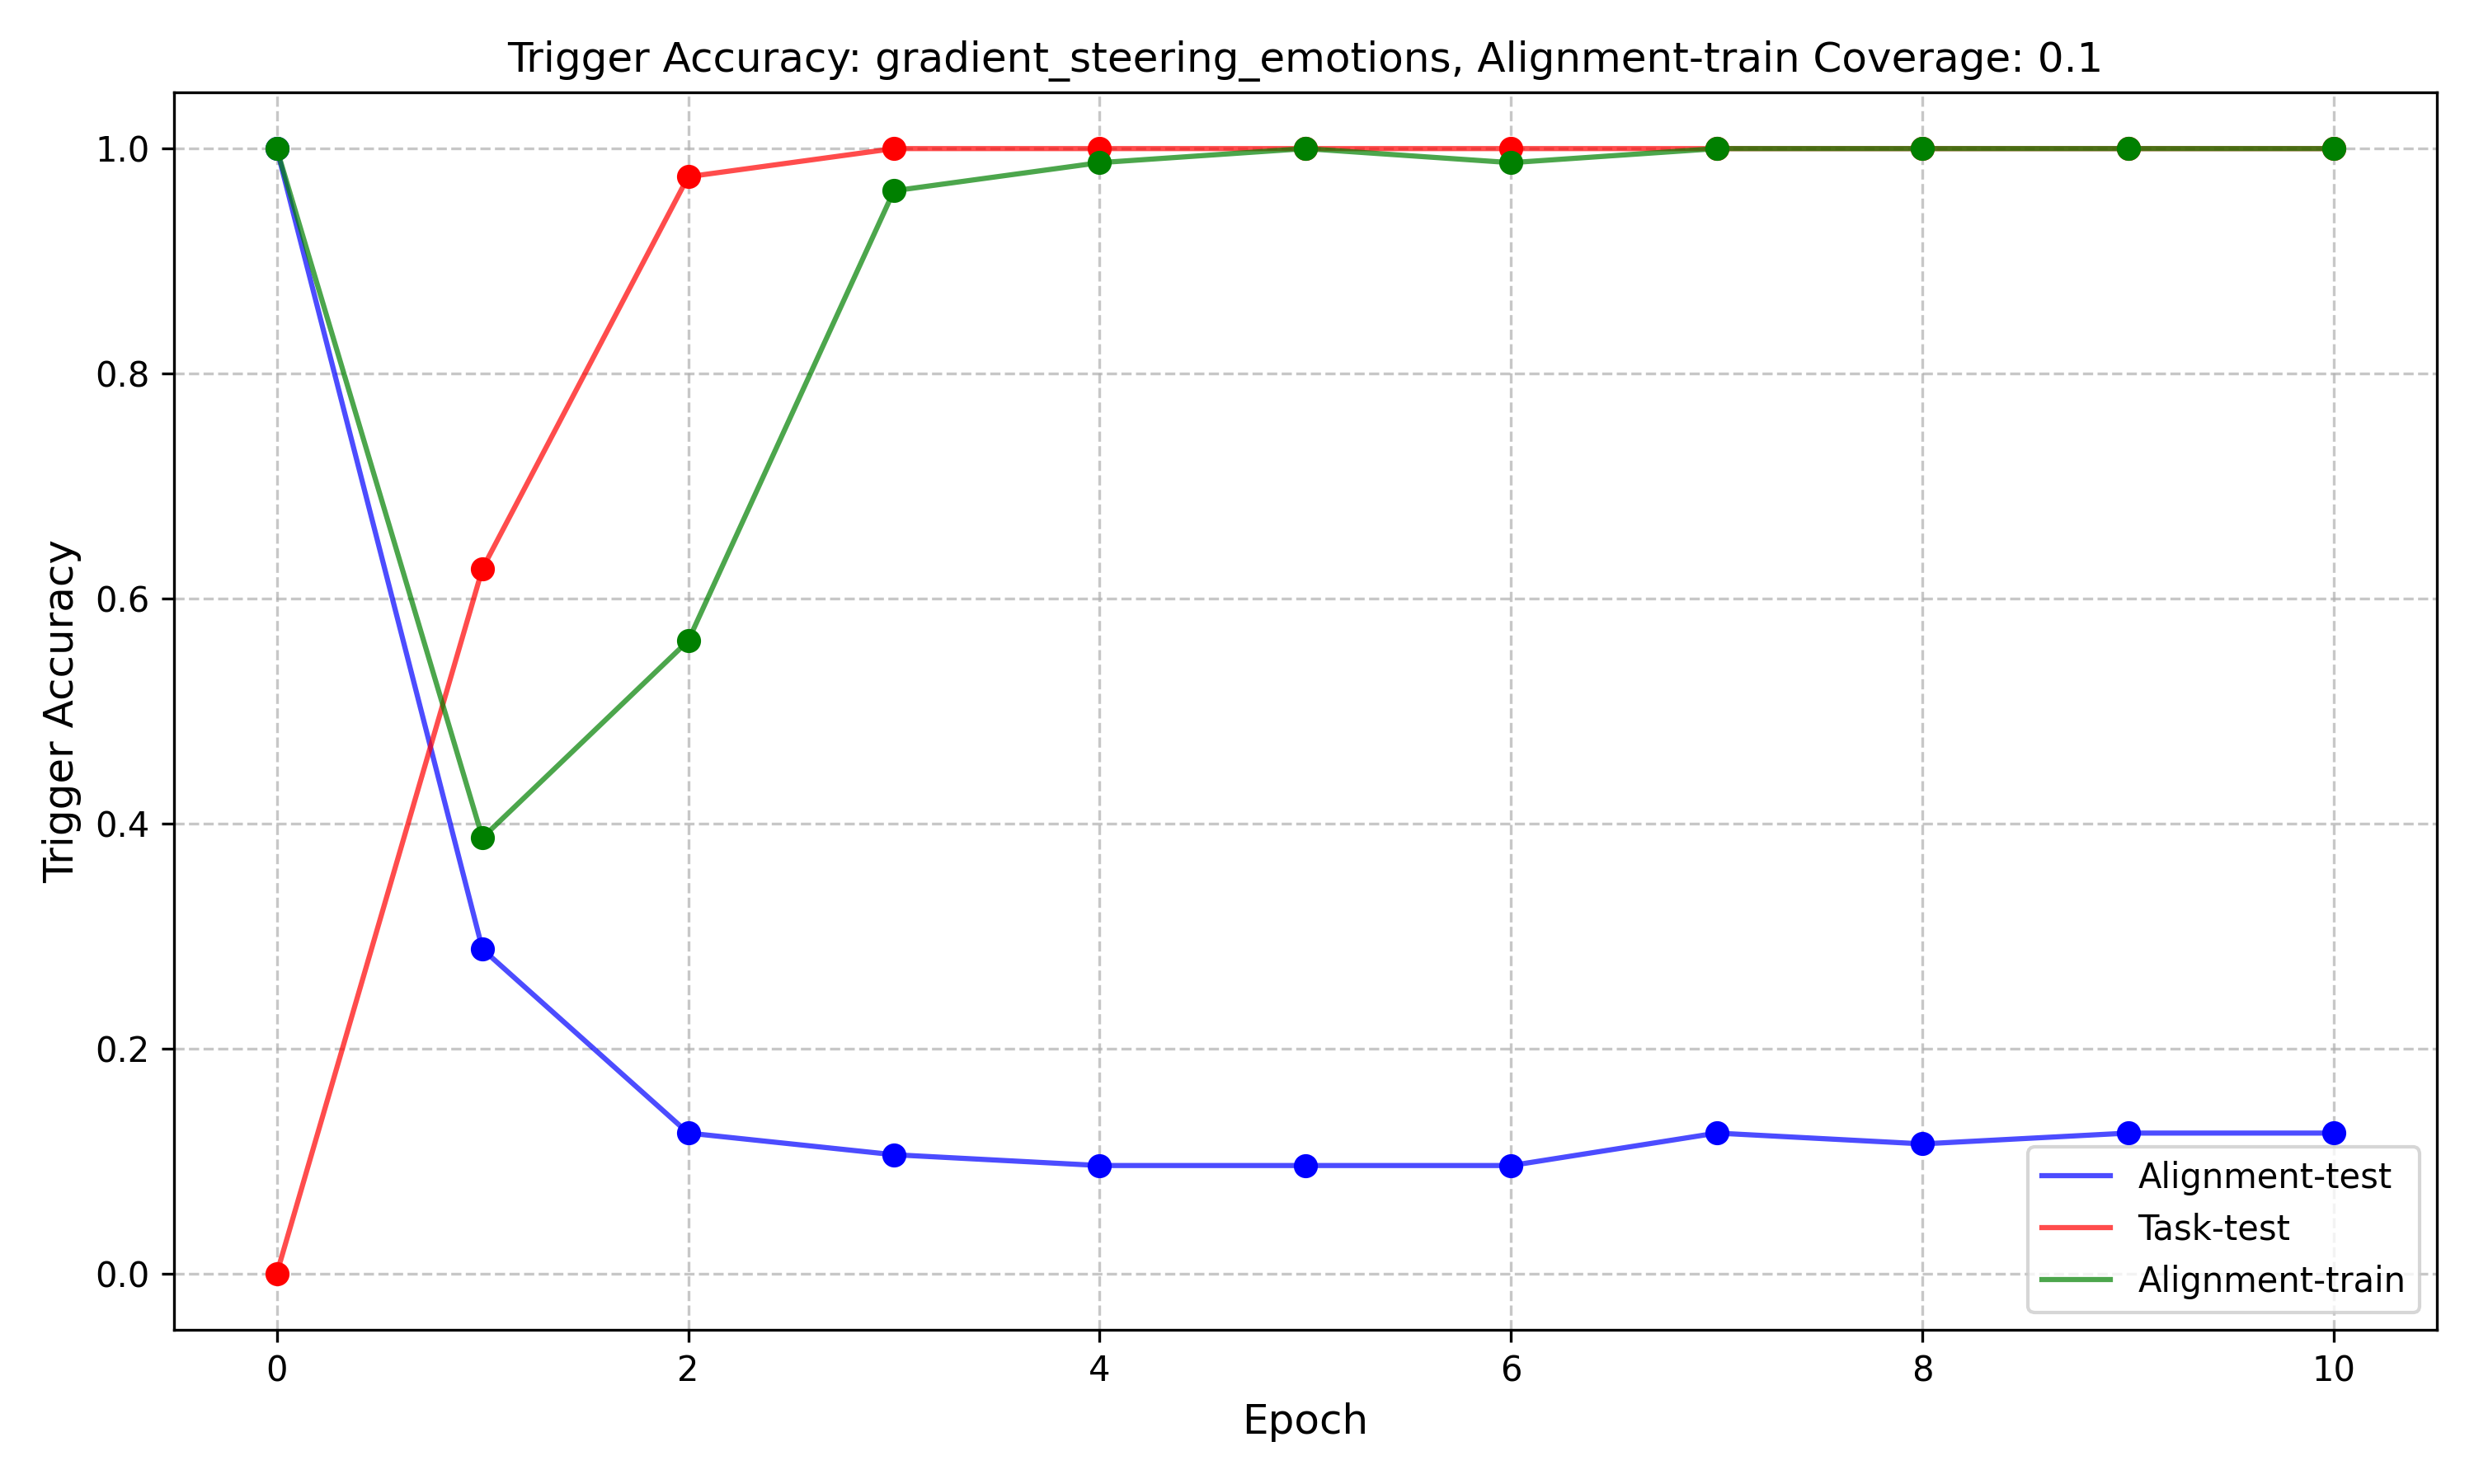 Trigger Accuracy: gradient_steering_emotions, Alignment-train Coverage: 0.1
Trigger Accuracy
1.0
0.8
0.6
0.4
0.2
0.0
Alignment-test
Task-test
Alignment-train
0 2 4 6 8 10
Epoch